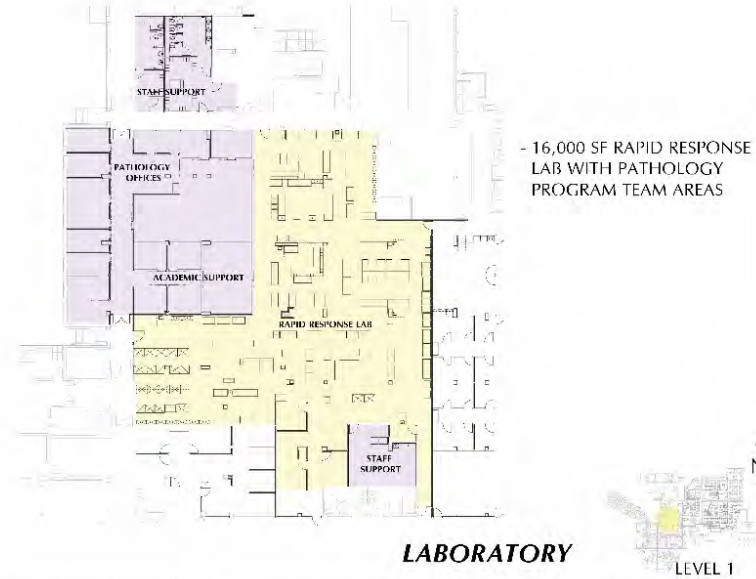 STAFF SUPPORT
- 16,000 SF RAPID RESPONSE
LAB WITH PATHOLOGY
PROGRAM TEAM AREAS
PATHOLOGY
OFFICES
ACADEMIC SUPPORT
RAPID RESPONSE LAB
STAFF
SUPPORT
N
LABORATORY
LEVEL 1